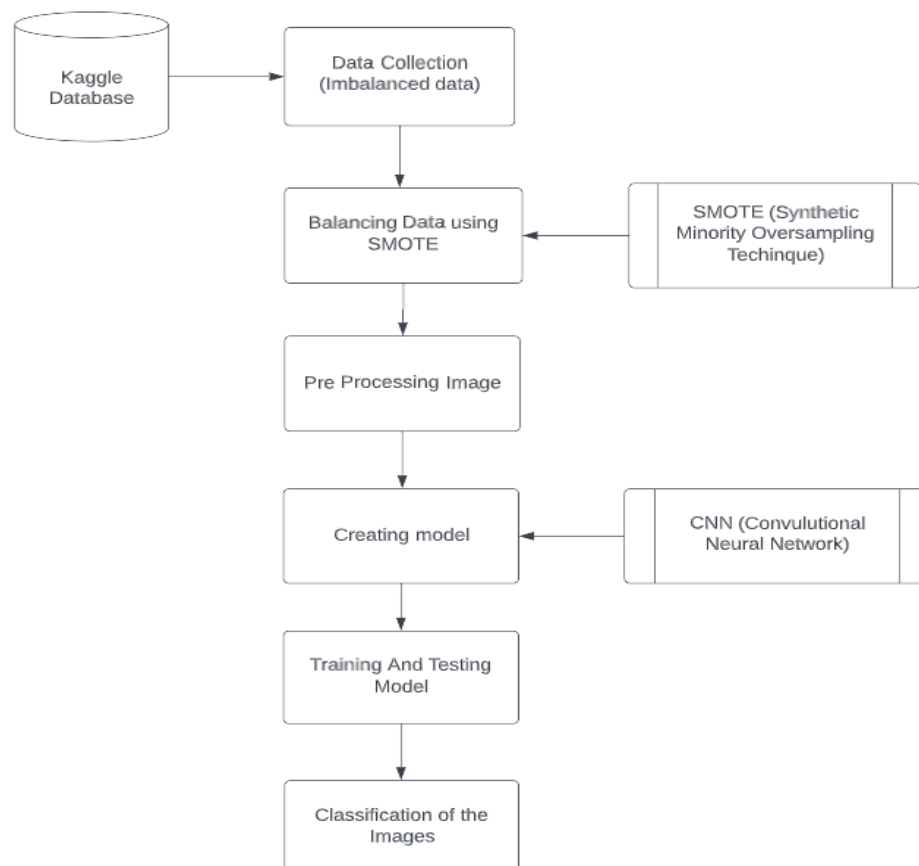 Kaggle
Database
Data Collection
(Imbalanced data)
Balancing Data using
SMOTE
SMOTE (Synthetic
Minority Oversampling
Techinque)
Pre Processing Image
Creating model
CNN (Convulutional
Neural Network)
Training And Testing
Model
Classification of the
Images